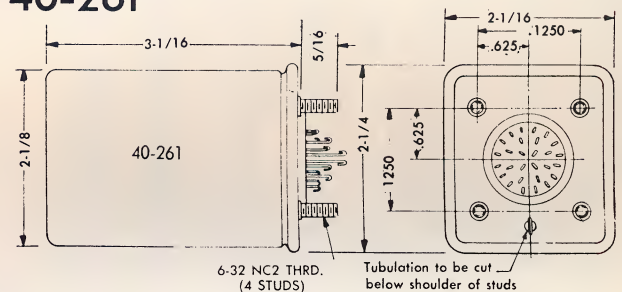 40-261
3-1/16
5/16
2-1/16
.1250
.625
2-1/8
40-261
2-1/4
1250
.625
6-32 NC2 THRD.
(4 STUDS)
Tubulation to be cut
below shoulder of studs